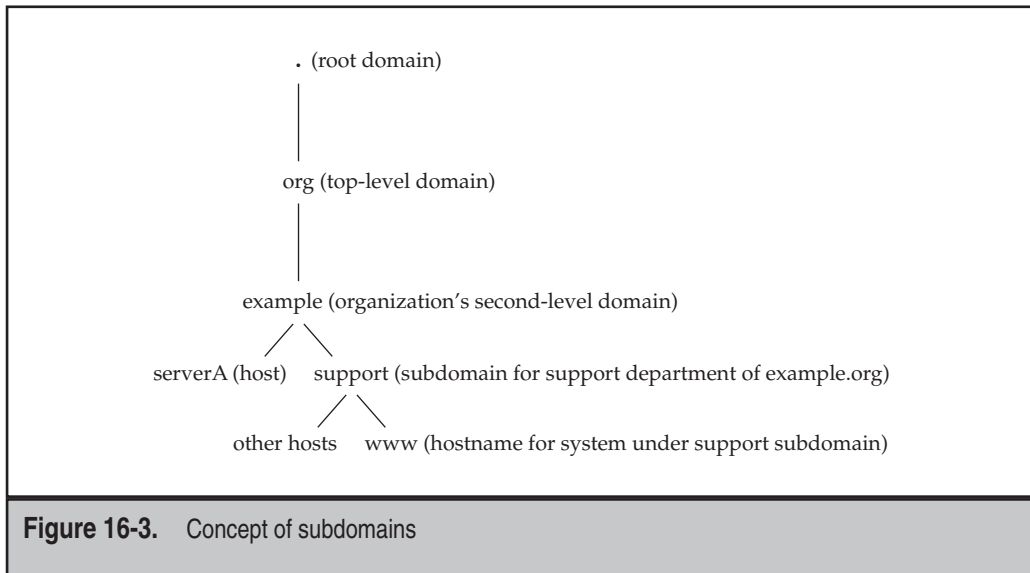 . (root domain)
org (top-level domain)
example (organization's second-level domain)
serverA (host) support (subdomain for support department of example.org)
other hosts www (hostname for system under support subdomain)
Figure 16-3. Concept of subdomains